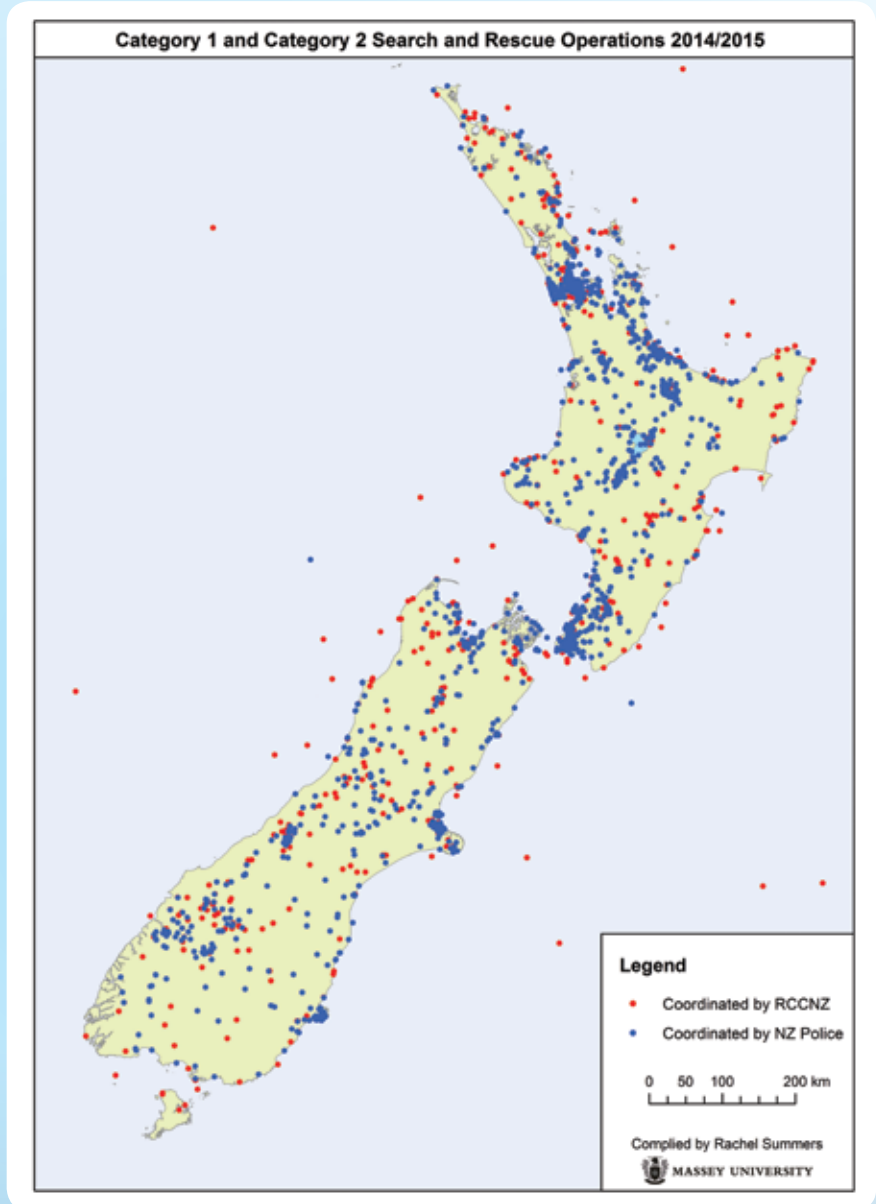 Category 1 and Category 2 Search and Rescue Operations 2014/2015
Legend
Coordinated by RCCNZ
Coordinated by NZ Police
0 50 100 200 km
Complied by Rachel Summers
MASSEY UNIVERSITY